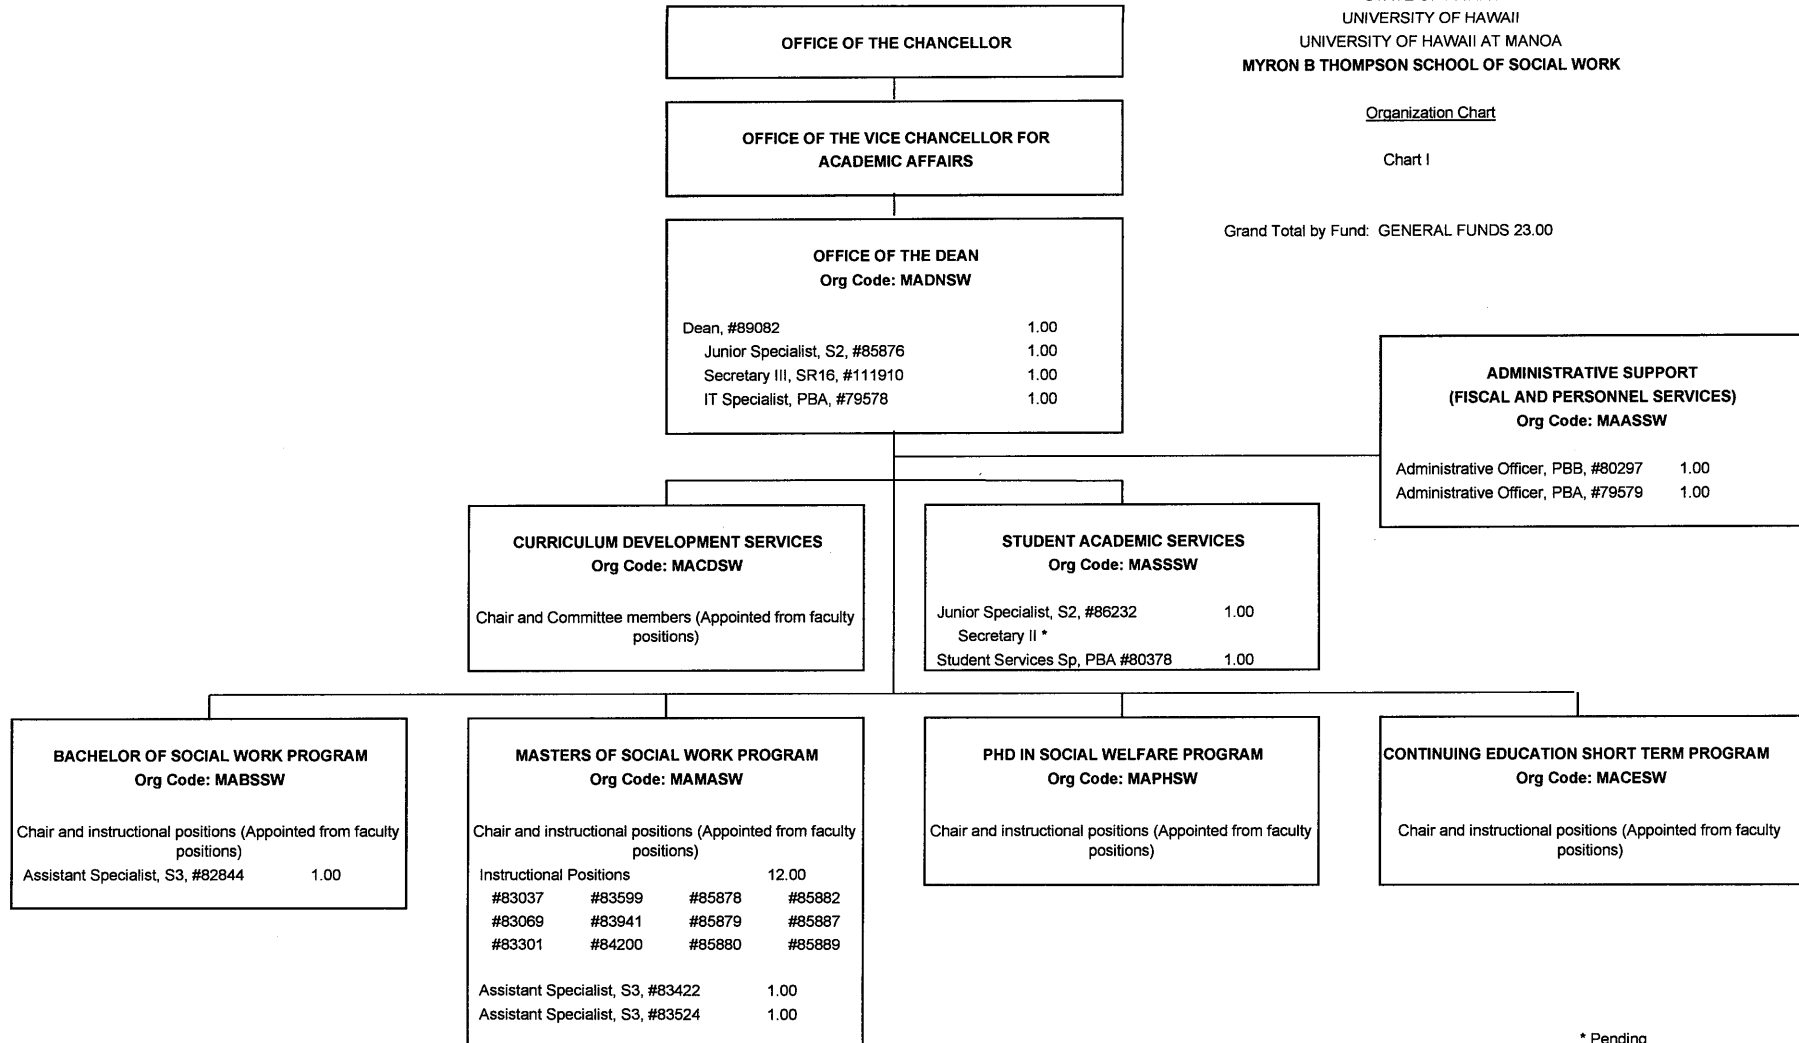 UNIVERSITY OF HAWAII
UNIVERSITY OF HAWAII AT MANOA
MYRON B THOMPSON SCHOOL OF SOCIAL WORK
Organization Chart
Chart I
Grand Total by Fund: GENERAL FUNDS 23.00
OFFICE OF THE CHANCELLOR
OFFICE OF THE VICE CHANCELLOR FOR
ACADEMIC AFFAIRS
OFFICE OF THE DEAN
Org Code: MADNSW
Dean, #89082 1.00
Junior Specialist, S2, #85876 1.00
Secretary III, SR16, #111910 1.00
IT Specialist, PBA, #79578 1.00
ADMINISTRATIVE SUPPORT
(FISCAL AND PERSONNEL SERVICES)
Org Code: MAASSW
Administrative Officer, PBB, #80297 1.00
Administrative Officer, PBA, #79579 1.00
CURRICULUM DEVELOPMENT SERVICES
Org Code: MACDSW
Chair and Committee members (Appointed from faculty
positions)
STUDENT ACADEMIC SERVICES
Org Code: MASSSW
Junior Specialist, S2, #86232 1.00
Secretary II *
Student Services Sp, PBA #80378 1.00
BACHELOR OF SOCIAL WORK PROGRAM
Org Code: MABSSW
Chair and instructional positions (Appointed from faculty
positions)
Assistant Specialist, S3, #82844 1.00
MASTERS OF SOCIAL WORK PROGRAM
Org Code: MAMASW
Chair and instructional positions (Appointed from faculty
positions)
Instructional Positions 12.00
#83037 #83599 #85878 #85882
#83069 #83941 #85879 #85887
#83301 #84200 #85880 #85889
Assistant Specialist, S3, #83422 1.00
Assistant Specialist, S3, #83524 1.00
PHD IN SOCIAL WELFARE PROGRAM
Org Code: MAPHSW
Chair and instructional positions (Appointed from faculty
positions)
CONTINUING EDUCATION SHORT TERM PROGRAM
Org Code: MACESW
Chair and instructional positions (Appointed from faculty
positions)
* Pending